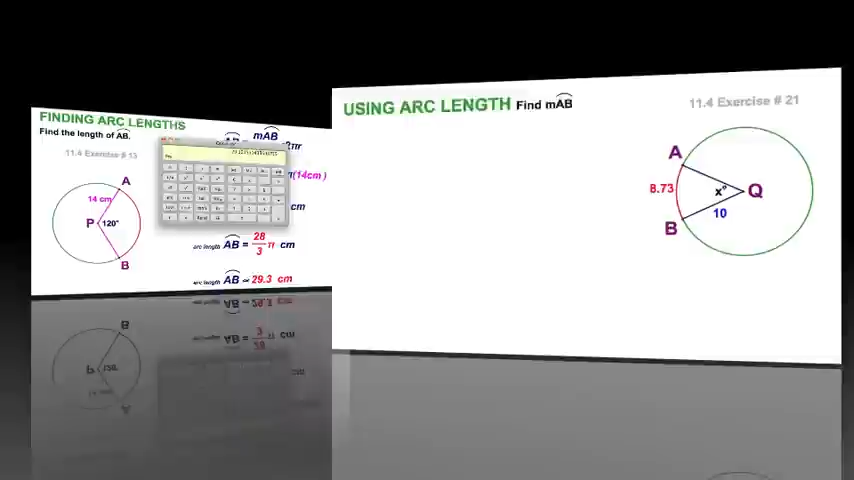 FINDING ARC LENGTHS
Find the length of AB.
11.4 Exercise # 13
A
14 cm
P
120°
B
mAB
(14cm )
cm
arc length AB = 28/3 π cm
arc length AB ≈ 29.3 cm
USING ARC LENGTH Find mAB
11.4 Exercise # 21
A
8.73
x°
Q
10
B